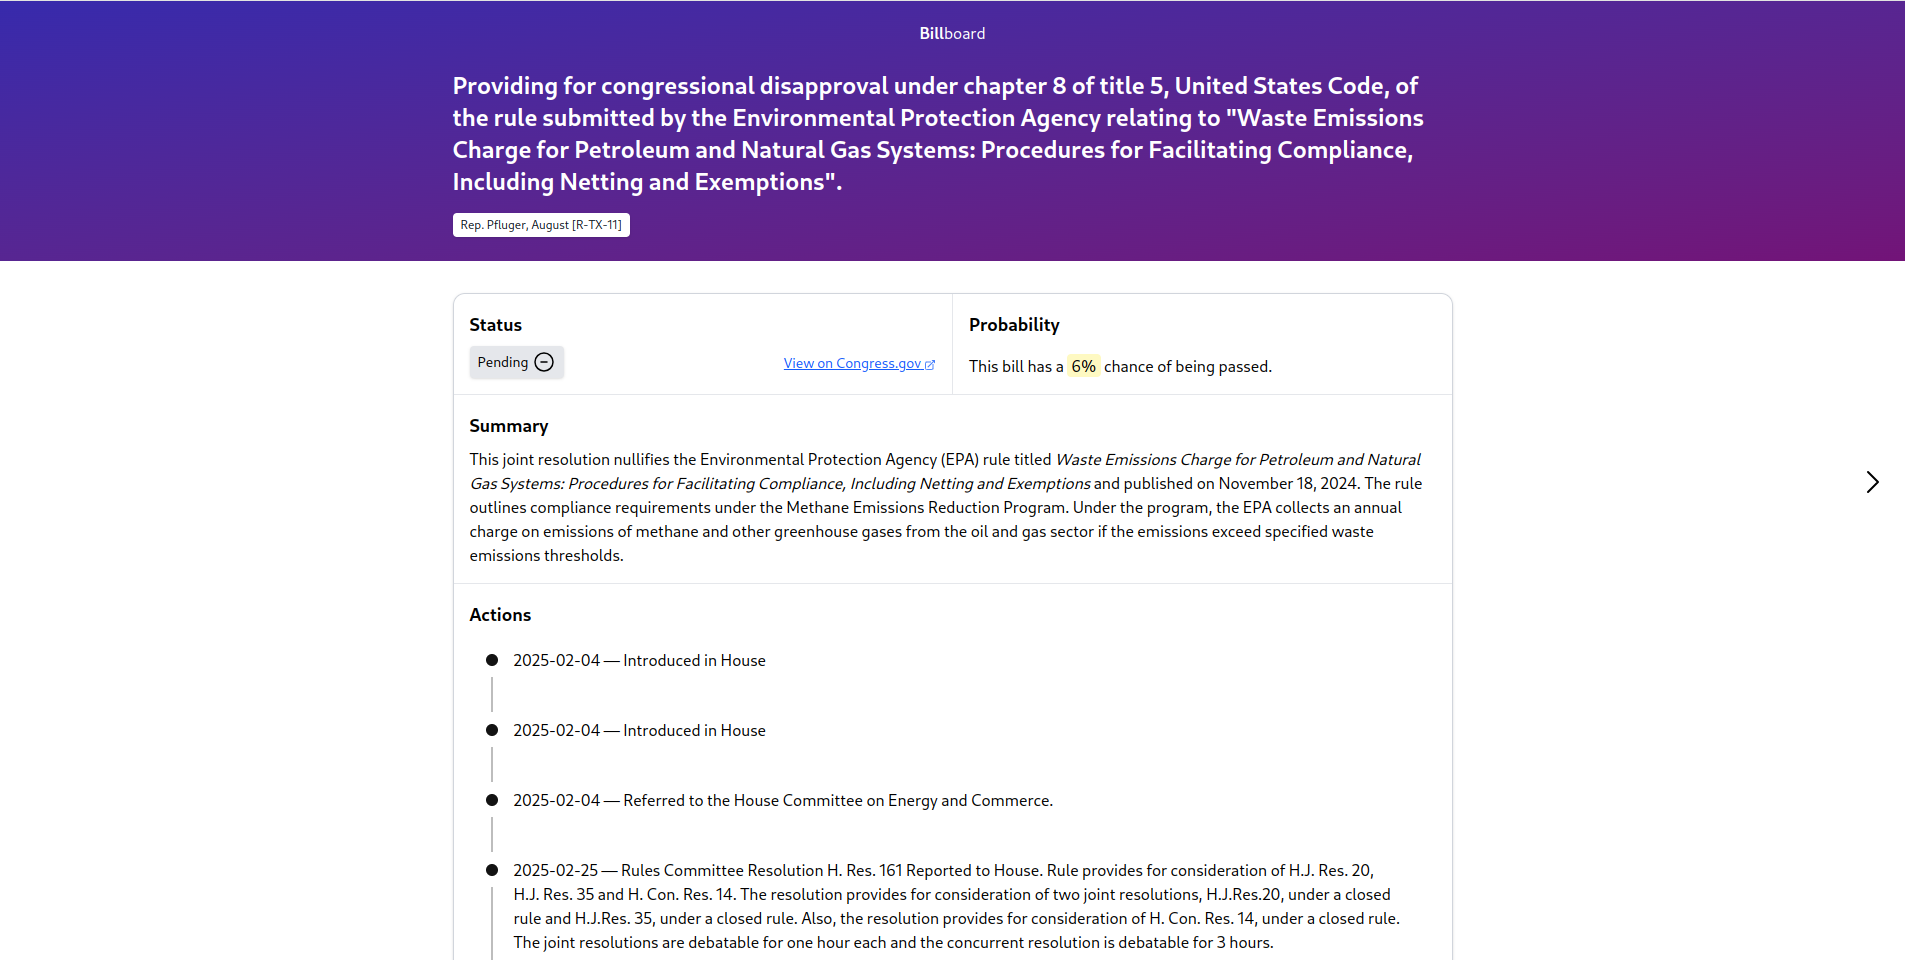 Billboard
Providing for congressional disapproval under chapter 8 of title 5, United States Code, of
the rule submitted by the Environmental Protection Agency relating to "Waste Emissions
Charge for Petroleum and Natural Gas Systems: Procedures for Facilitating Compliance,
Including Netting and Exemptions".
Rep. Pfluger, August [R-TX-11]
Status
Pending
View on Congress.gov
Probability
This bill has a 6% chance of being passed.
Summary
This joint resolution nullifies the Environmental Protection Agency (EPA) rule titled Waste Emissions Charge for Petroleum and Natural
Gas Systems: Procedures for Facilitating Compliance, Including Netting and Exemptions and published on November 18, 2024. The rule
outlines compliance requirements under the Methane Emissions Reduction Program. Under the program, the EPA collects an annual
charge on emissions of methane and other greenhouse gases from the oil and gas sector if the emissions exceed specified waste
emissions thresholds.
Actions
2025-02-04 — Introduced in House
2025-02-04 — Introduced in House
2025-02-04 — Referred to the House Committee on Energy and Commerce.
2025-02-25 — Rules Committee Resolution H. Res. 161 Reported to House. Rule provides for consideration of H.J. Res. 20,
H.J. Res. 35 and H. Con. Res. 14. The resolution provides for consideration of two joint resolutions, H.J.Res.20, under a closed
rule and H.J.Res. 35, under a closed rule. Also, the resolution provides for consideration of H. Con. Res. 14, under a closed rule.
The joint resolutions are debatable for one hour each and the concurrent resolution is debatable for 3 hours.